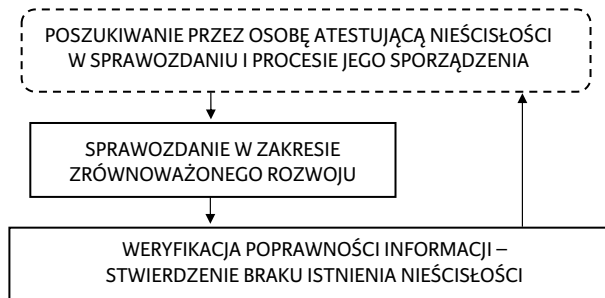 POSZUKIWANIE PRZEZ OSOBĘ ATESTUJĄCĄ NIEŚCISŁOŚCI
W SPRAWOZDANIU I PROCESIE JEGO SPORZĄDZENIA
SPRAWOZDANIE W ZAKRESIE
ZRÓWNOWAŻONEGO ROZWOJU
WERYFIKACJA POPRAWNOŚCI INFORMACJI –
STWIERDZENIE BRAKU ISTNIENIA NIEŚCISŁOŚCI